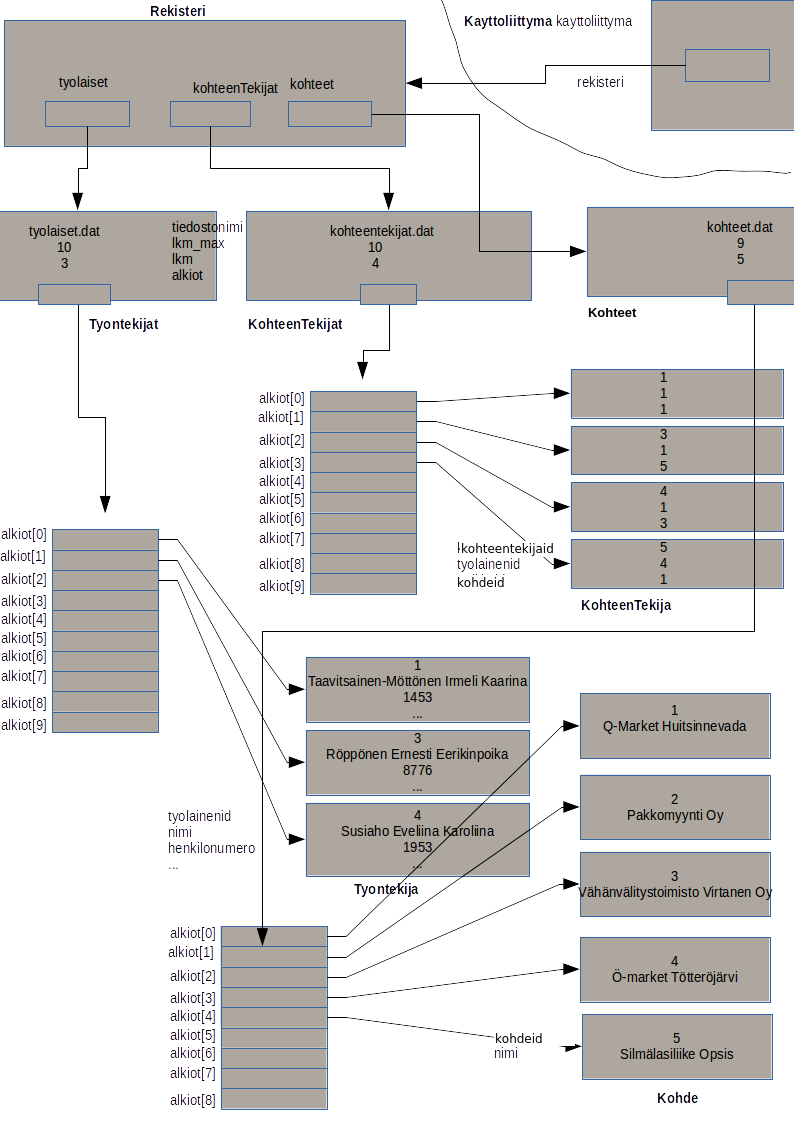 Rekisteri
Kayttoliittyma kayttoliittyma
tyolaiset
kohteenTekijat
kohteet
rekisteri
tyolaiset.dat
10
3
tiedostonimi
lkm_max
lkm
alkiot
kohteentekijat.dat
10
4
kohteet.dat
9
5
Tyontekijat
KohteenTekijat
Kohteet
alkiot[0]
alkiot[1]
alkiot[2]
alkiot[3]
alkiot[4]
alkiot[5]
alkiot[6]
alkiot[7]
alkiot[8]
alkiot[9]
1
1
1
3
1
5
4
1
3
5
4
1
kohteentekijaid
tyolainenid
kohdeid
KohteenTekija
alkiot[0]
alkiot[1]
alkiot[2]
alkiot[3]
alkiot[4]
alkiot[5]
alkiot[6]
alkiot[7]
alkiot[8]
alkiot[9]
1
Taavitsainen-Möttönen Irmeli Kaarina
1453
...
3
Röppönen Ernesti Eerikinpoika
8776
...
4
Susiaho Eveliina Karoliina
1953
...
Tyontekija
tyolainenid
nimi
henkilonumero
...
1
Q-Market Huitsinnevada
2
Pakkomyynti Oy
3
Vähänvälitystoimisto Virtanen Oy
4
Ö-market Tötteröjärvi
5
Silmälasiliike Opsis
Kohde
alkiot[0]
alkiot[1]
alkiot[2]
alkiot[3]
alkiot[4]
alkiot[5]
alkiot[6]
alkiot[7]
alkiot[8]
kohdeid
nimi